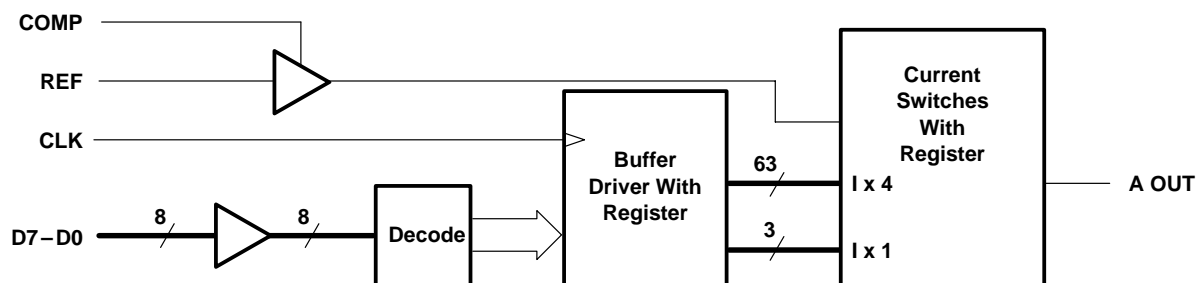 COMP
REF
CLK
D7–D0
8
8
Decode
Buffer
Driver With
Register
63
3
Current
Switches
With
Register
I x 4
I x 1
A OUT